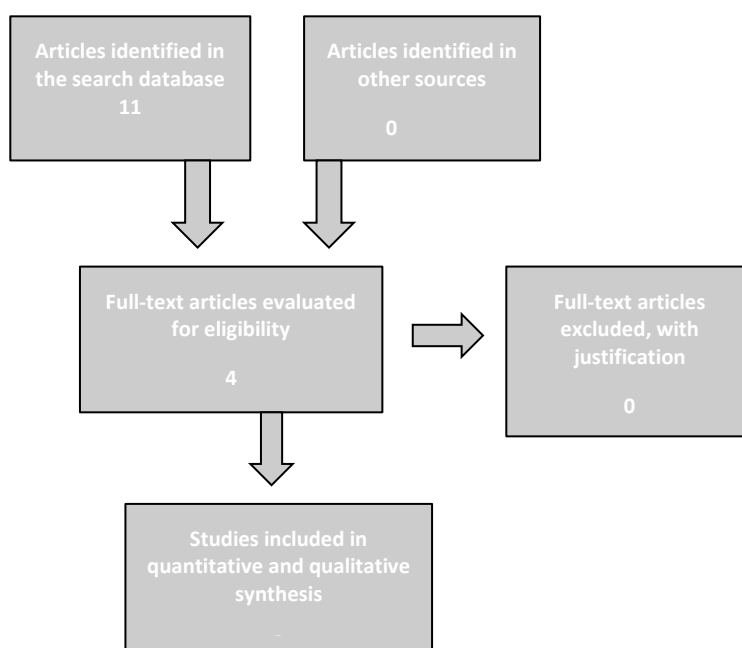 Articles identified in
the search database
11
Articles identified in
other sources
0
Full-text articles evaluated
for eligibility
4
Full-text articles
excluded, with
justification
0
Studies included in
quantitative and qualitative
synthesis